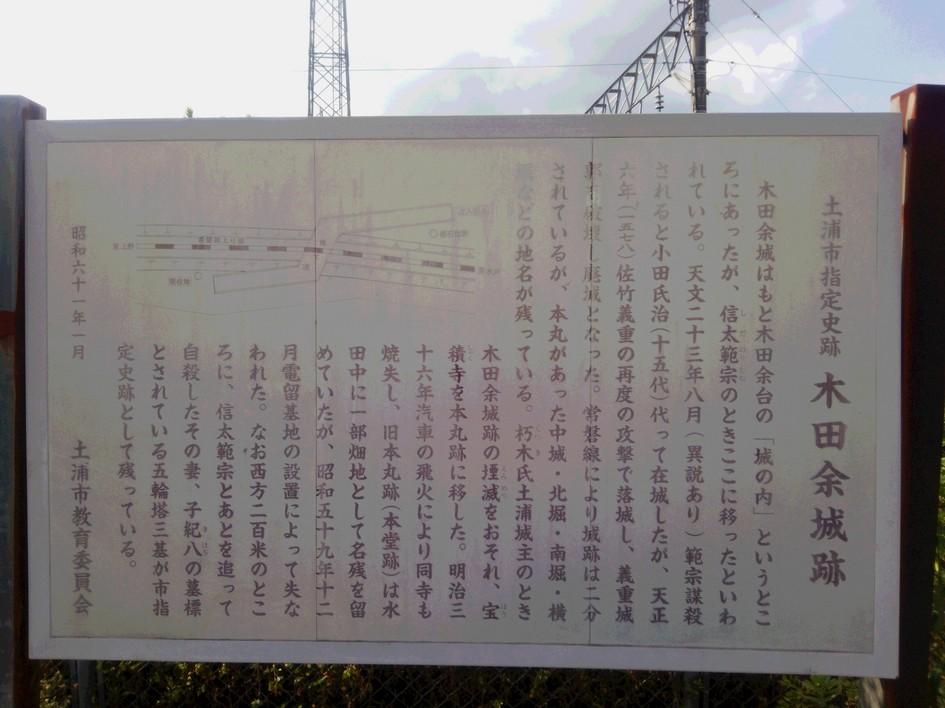 土浦市指定史跡 木田余城跡
木田余城はもと木田余台の「城の内」というとこ
ろにあったが、信太範宗のときここに移ったといわ
れている。天文二十三年八月(異説あり)範宗謀殺
されると小田氏治(十五代)代って在城したが、天正
六年(一五七八)佐竹義重の再度の攻撃で落城し、義重城
し廃城となった。常磐線により城跡は二分
されているが、本丸があった中城・北堀・南堀・横
などの地名が残っている。朽木氏土浦城主のとき
木田余城跡の堙滅をおそれ、宝
積寺を本丸跡に移した。明治三
十六年汽車の飛火により同寺も
焼失し、旧本丸跡(本堂跡)は水
田中に一部畑地として名残を留
めていたが、昭和五十九年十二
月電留基地の設置によって失な
われた。なお西方二百米のとこ
ろに、信太範宗とあとを追って
自殺したその妻、子紀八の墓標
とされている五輪塔三基が市指
定史跡として残っている。
昭和六十一年一月
土浦市教育委員会
至上野
常磐線上り線
至水戸